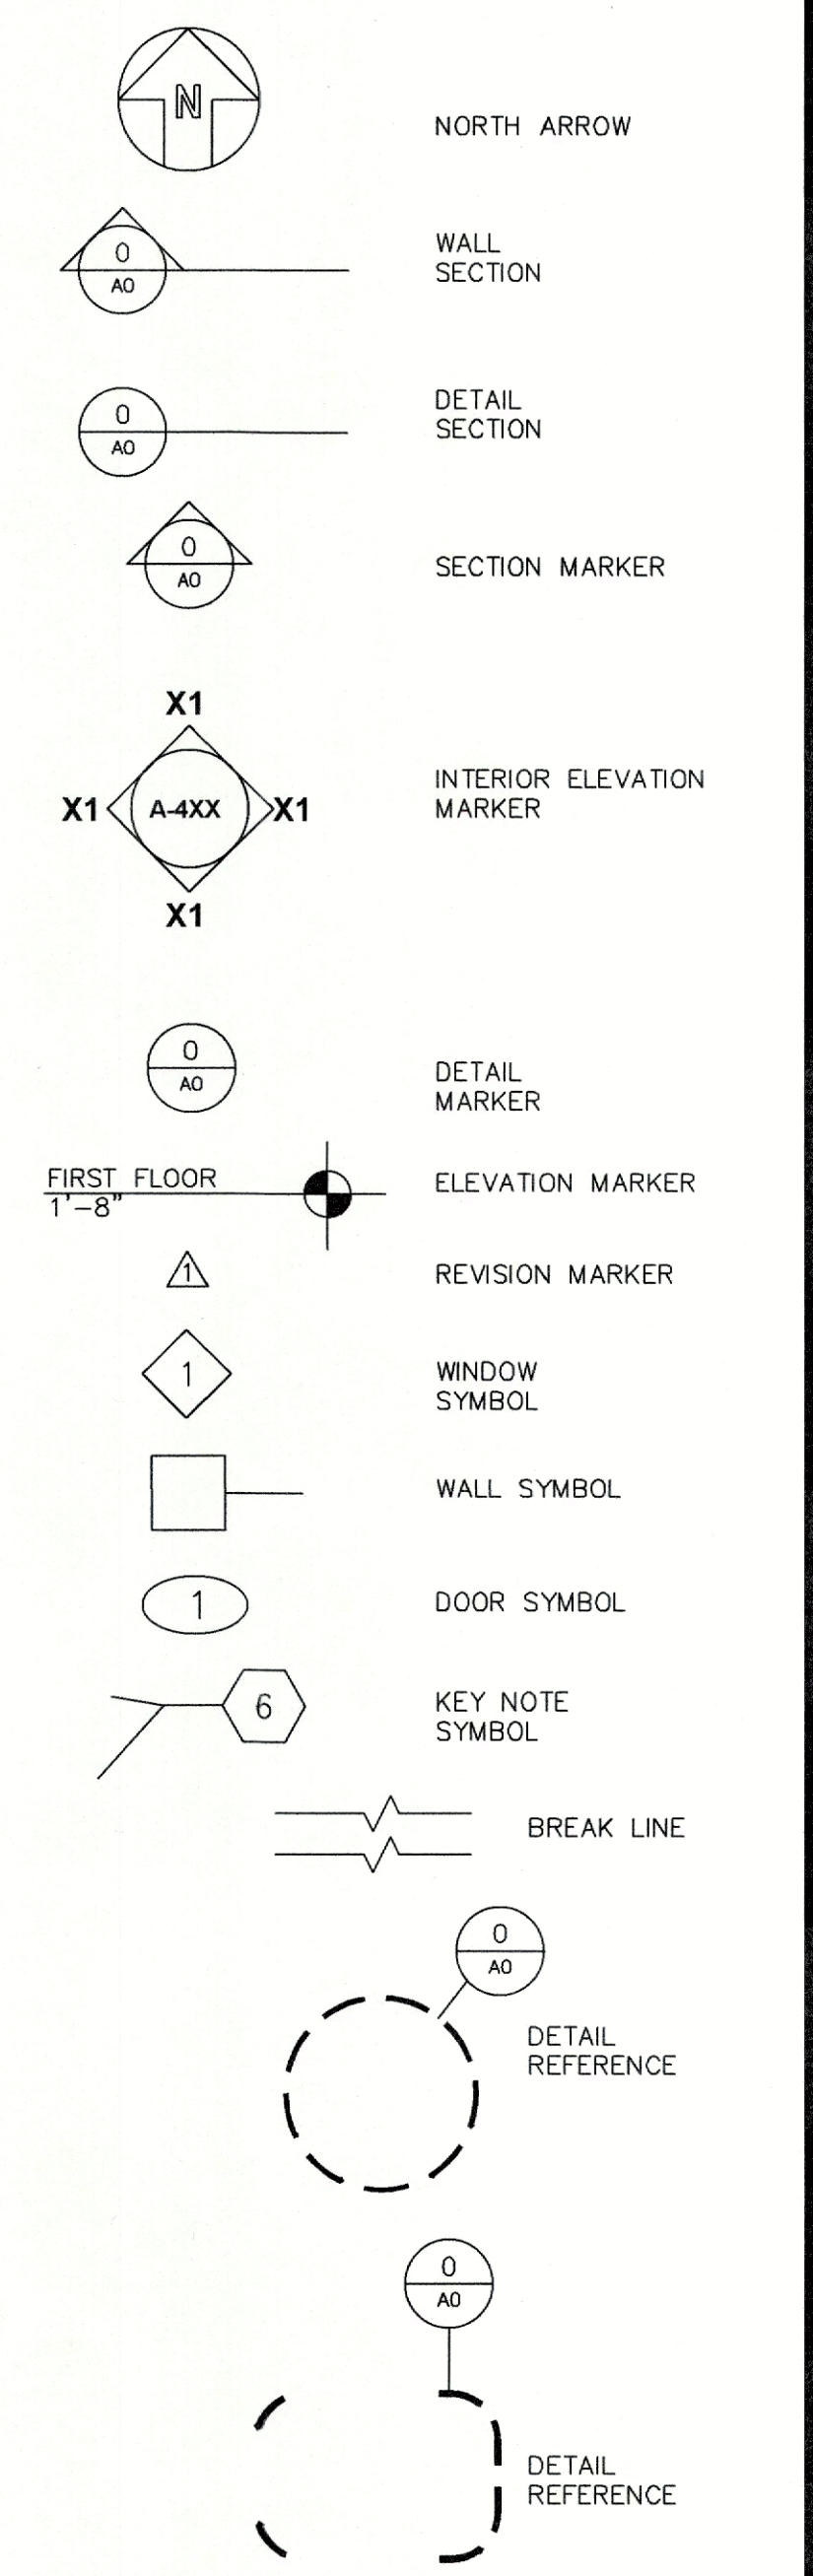 N
NORTH ARROW
0
A0
WALL
SECTION
0
A0
DETAIL
SECTION
0
A0
SECTION MARKER
X1
X1
A-4XX
X1
X1
INTERIOR ELEVATION
MARKER
0
A0
DETAIL
MARKER
FIRST FLOOR
1'-8"
ELEVATION MARKER
1
REVISION MARKER
1
WINDOW
SYMBOL
WALL SYMBOL
1
DOOR SYMBOL
6
KEY NOTE
SYMBOL
BREAK LINE
0
A0
DETAIL
REFERENCE
0
A0
DETAIL
REFERENCE